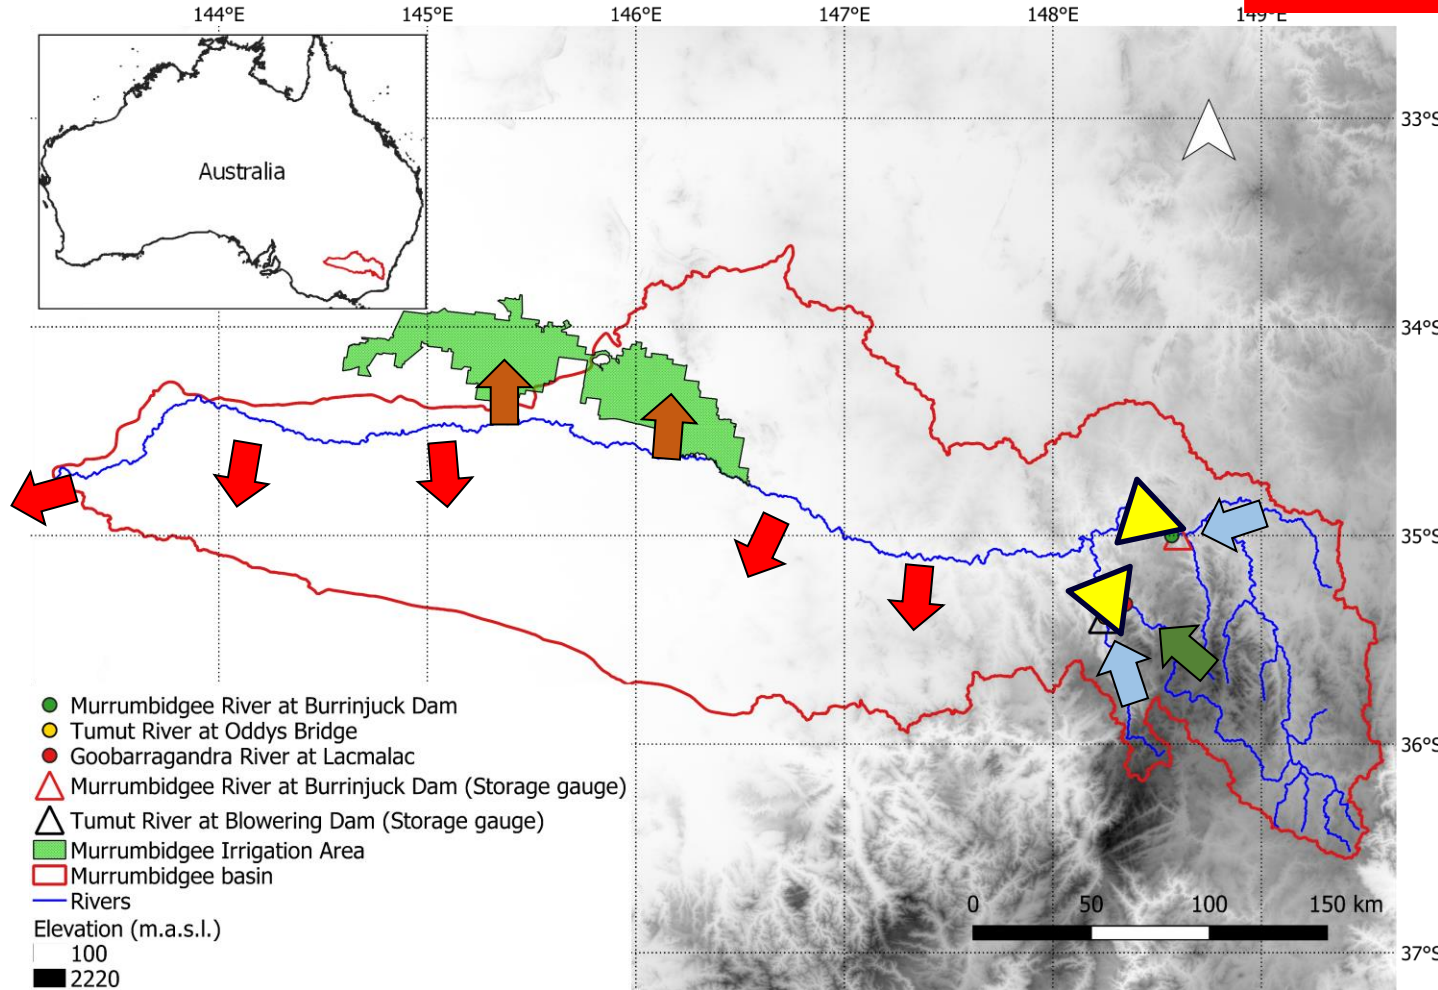 144°E 145°E 146°E 147°E 148°E 149°E
Australia
33°S
34°S
35°S
36°S
37°S
Murrumbidgee River at Burrinjuck Dam
Tumut River at Oddys Bridge
Goobarragandra River at Lacmalac
Murrumbidgee River at Burrinjuck Dam (Storage gauge)
Tumut River at Blowering Dam (Storage gauge)
Murrumbidgee Irrigation Area
Murrumbidgee basin
Rivers
Elevation (m.a.s.l.)
100
2220
0 50 100 150 km